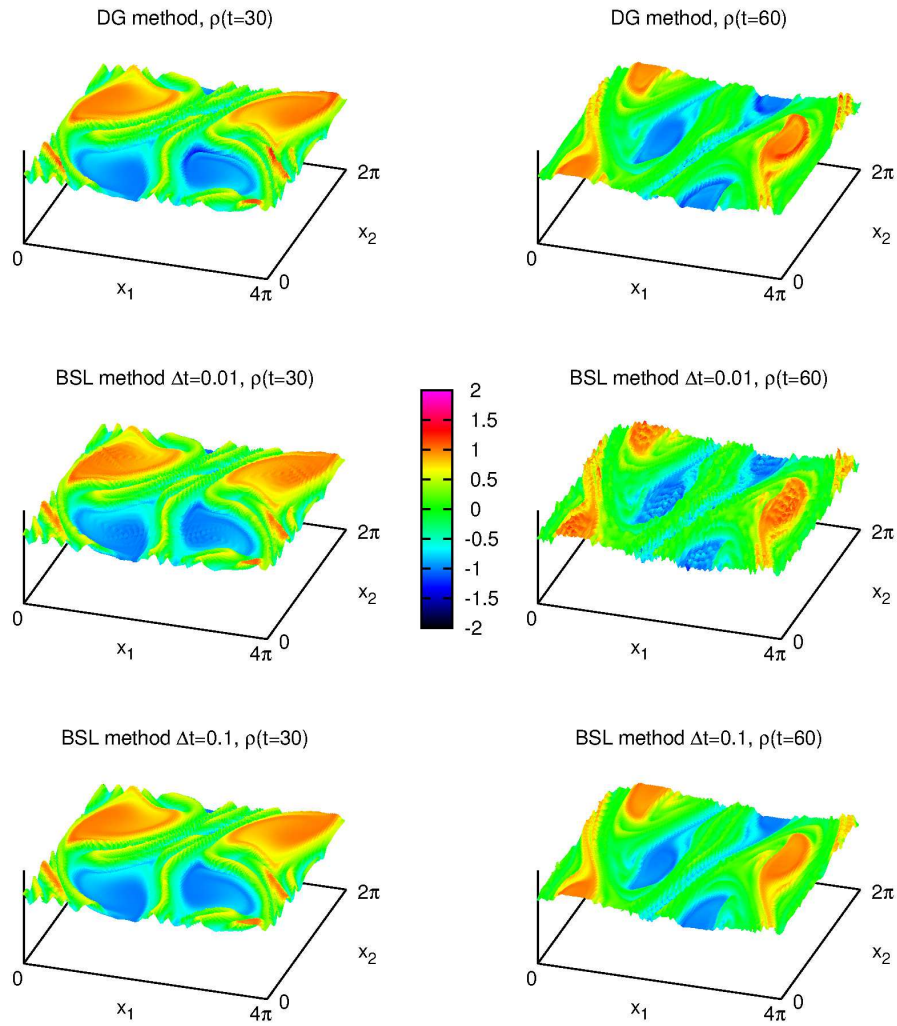 DG method, ρ(t=30)
DG method, ρ(t=60)
2π
x2
0
0
x1
4π
2π
x2
0
0
x1
4π
BSL method Δt=0.01, ρ(t=30)
BSL method Δt=0.01, ρ(t=60)
2
1.5
1
0.5
0
-0.5
-1
-1.5
-2
2π
x2
0
0
x1
4π
2π
x2
0
0
x1
4π
BSL method Δt=0.1, ρ(t=30)
BSL method Δt=0.1, ρ(t=60)
2π
x2
0
0
x1
4π
2π
x2
0
0
x1
4π